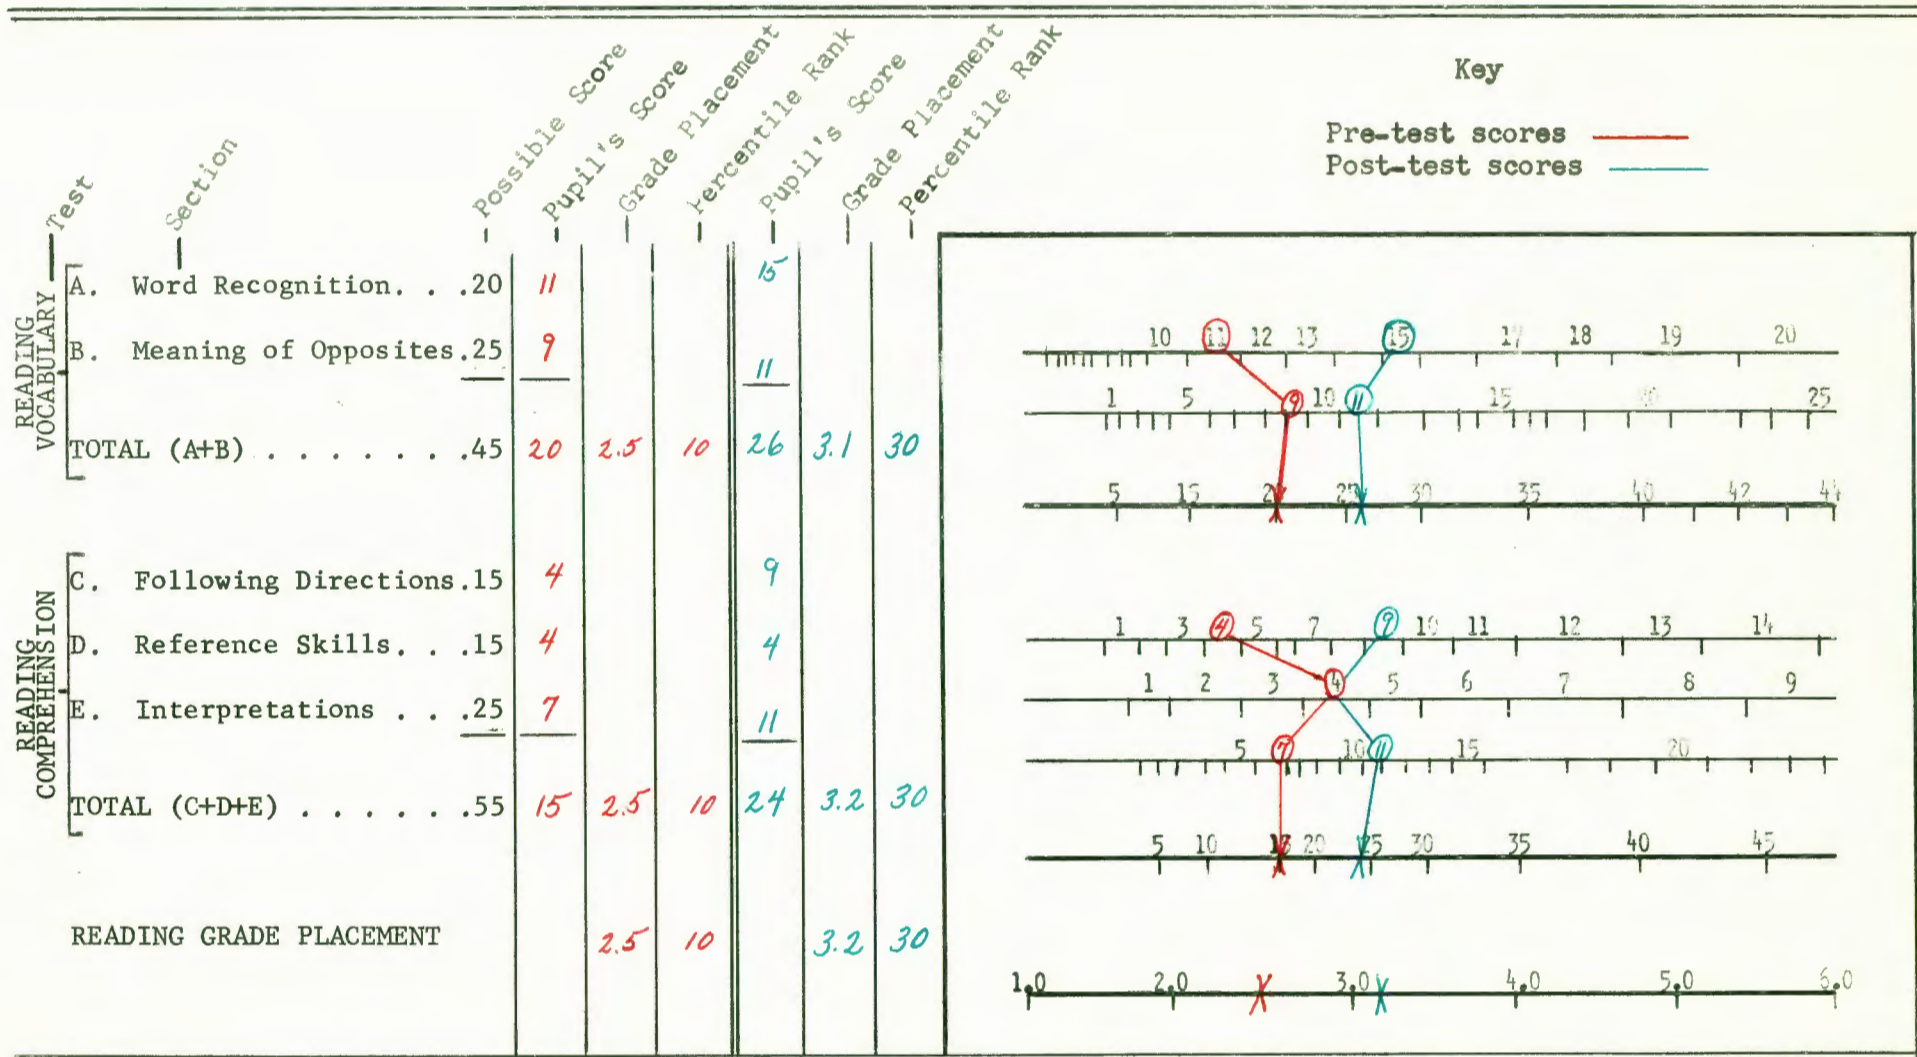 Key
Pre-test scores
Post-test scores
Test
Section
Possible Score
Pupil's Score
Grade Placement
Percentile Rank
Pupil's Score
Grade Placement
Percentile Rank
READING VOCABULARY
A. Word Recognition. . .20 11 15
B. Meaning of Opposites.25 9 11
TOTAL (A+B) . . . . . . .45 20 2.5 10 26 3.1 30
READING COMPREHENSION
C. Following Directions.15 4 9
D. Reference Skills. . .15 4 4
E. Interpretations . . .25 7 11
TOTAL (C+D+E) . . . . . .55 15 2.5 10 24 3.2 30
READING GRADE PLACEMENT 2.5 10 3.2 30
10 11 12 13 15 17 18 19 20
1 5 9 10 11 15 25
5 15 25 30 35 40 42 44
1 3 4 5 7 9 10 11 12 13 14
1 2 3 4 5 6 7 8 9
5 7 10 11 15 20
5 10 15 20 25 30 35 40 45
1.0 2.0 3.0 4.0 5.0 6.0